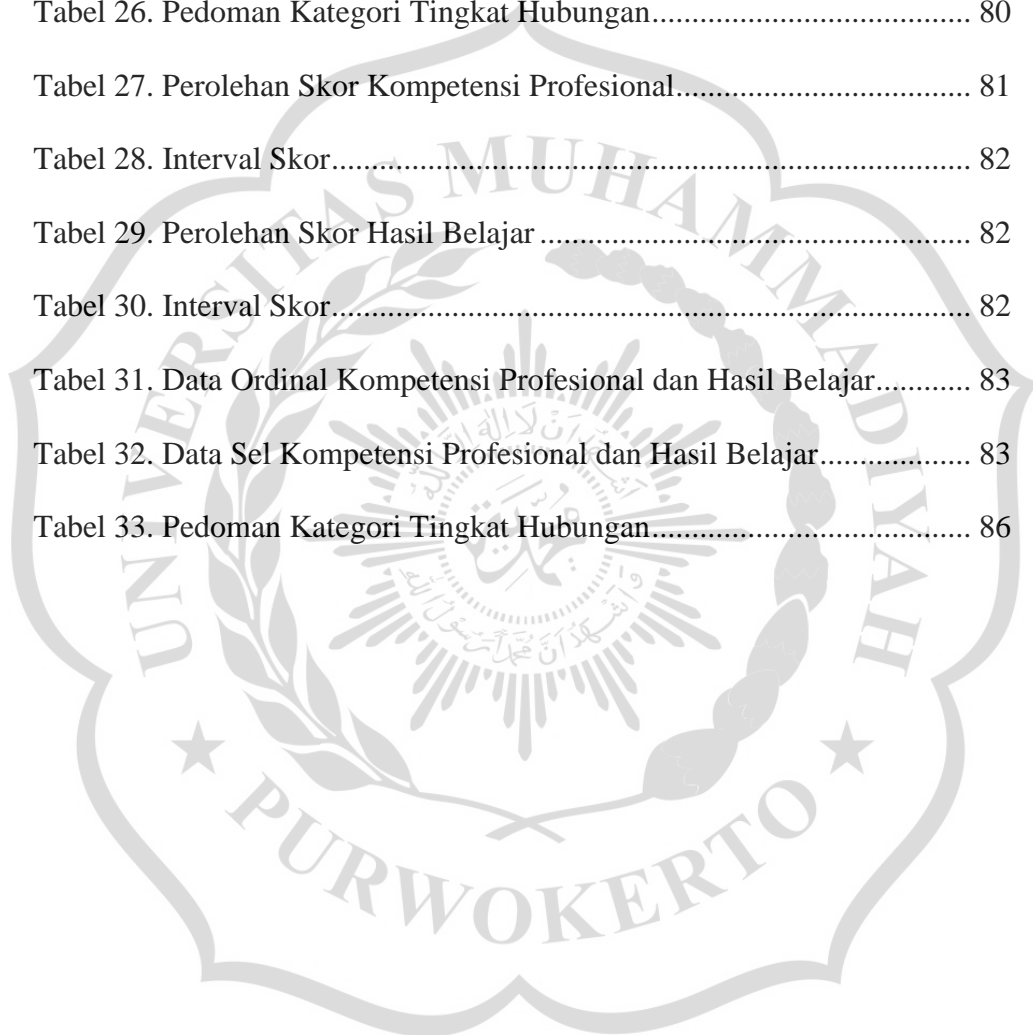 Tabel 26. Pedoman Kategori Tingkat Hubungan...................................... 80
Tabel 27. Perolehan Skor Kompetensi Profesional................................... 81
Tabel 28. Interval Skor............................................................................ 82
Tabel 29. Perolehan Skor Hasil Belajar ................................................... 82
Tabel 30. Interval Skor............................................................................ 82
Tabel 31. Data Ordinal Kompetensi Profesional dan Hasil Belajar............ 83
Tabel 32. Data Sel Kompetensi Profesional dan Hasil Belajar.................. 83
Tabel 33. Pedoman Kategori Tingkat Hubungan...................................... 86
UNIVERSITAS MUHAMMADIYAH
PURWOKERTO